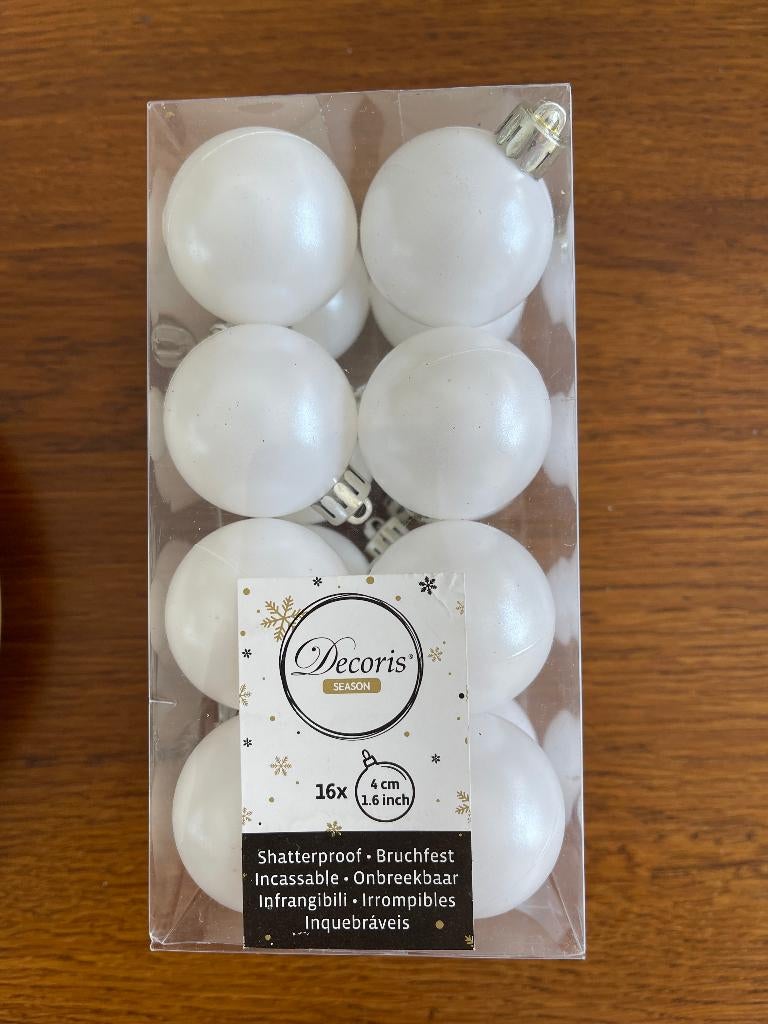 Decoris®
SEASON
16x
4 cm
1.6 inch
Shatterproof • Bruchfest
Incassable • Onbreekbaar
Infrangibili • Irrompibles
Inquebráveis